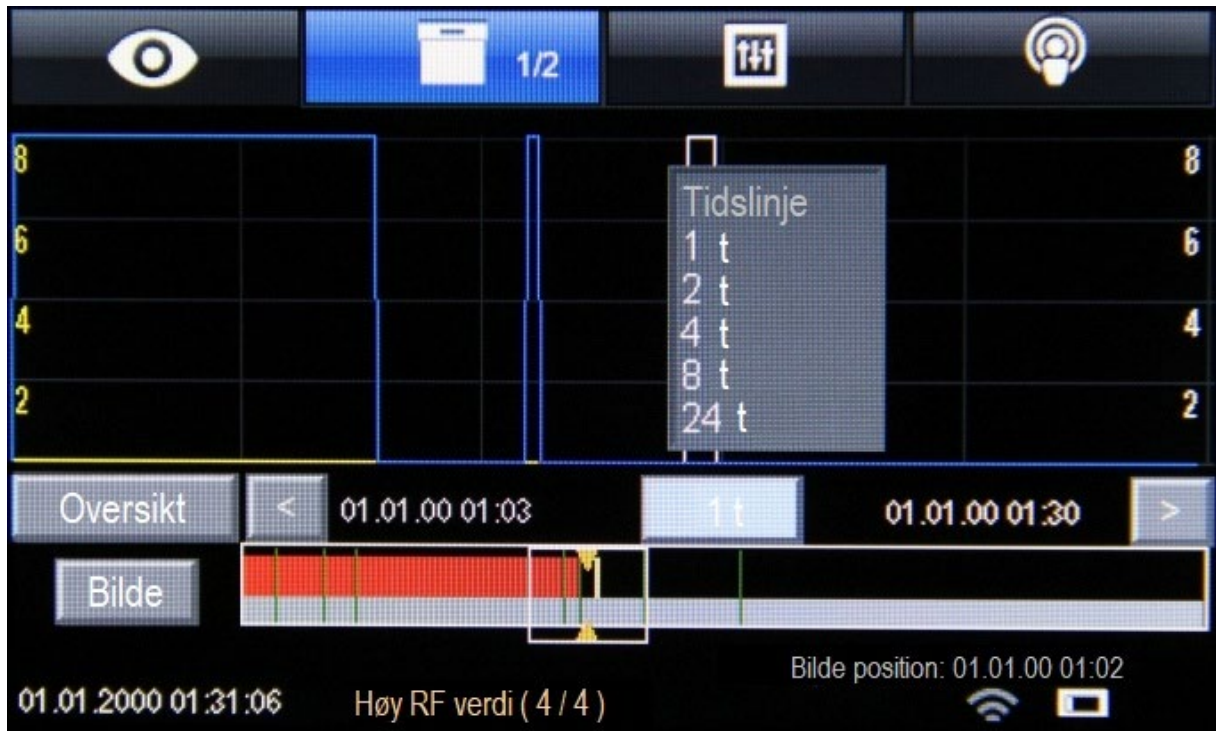 1/2
8 8
6 6
4 4
2 2
Tidslinje
1 t
2 t
4 t
8 t
24 t
Oversikt < 01.01.00 01:03 1 t 01.01.00 01:30 >
Bilde
Bilde position: 01.01.00 01:02
01.01.2000 01:31:06 Høy RF verdi ( 4 / 4 )